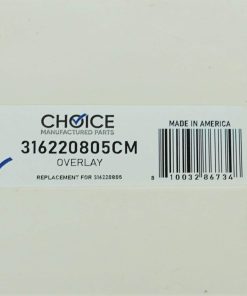 CHOICE
MANUFACTURED PARTS
316220805CM
OVERLAY
REPLACEMENT FOR 316220805
MADE IN AMERICA
8 10032 86734